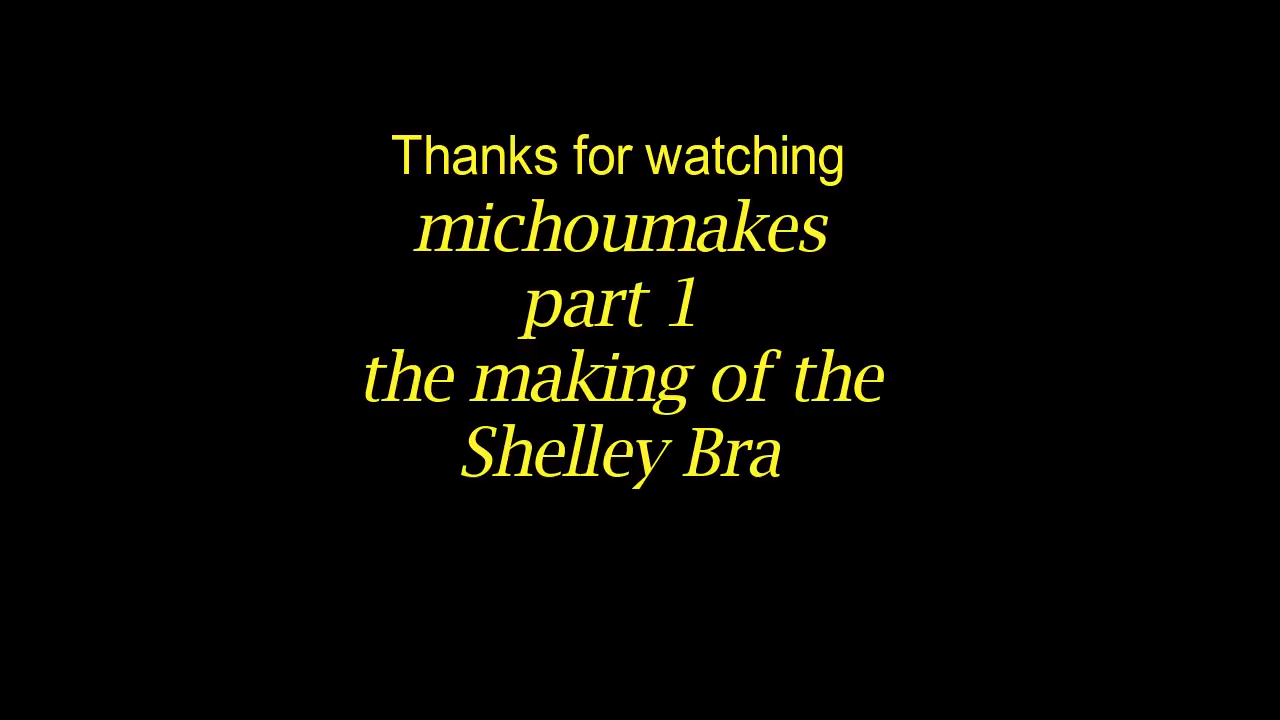 Thanks for watching
michoumakes
part 1
the making of the
Shelley Bra